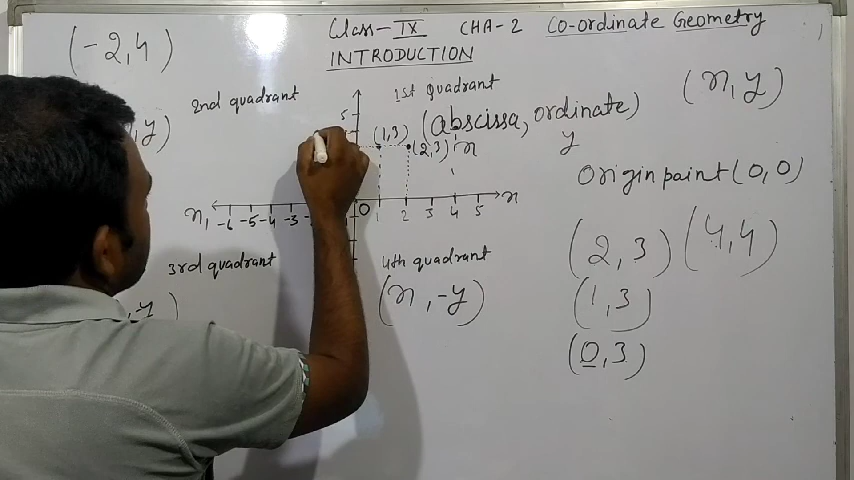 Class-IX CHA-2 Co-ordinate Geometry
INTRODUCTION
(-2,4)
2nd quadrant
1st quadrant
(x, y)
,y)
5
(1,3)
(abscissa, ordinate)
(2,3) x
y
Origin paint (0, 0)
x, -6 -5 -4 -3 0 1 2 3 4 5 x
3rd quadrant
4th quadrant
(2,3) (4,4)
,-y)
(x, -y)
(1,3)
(0,3)